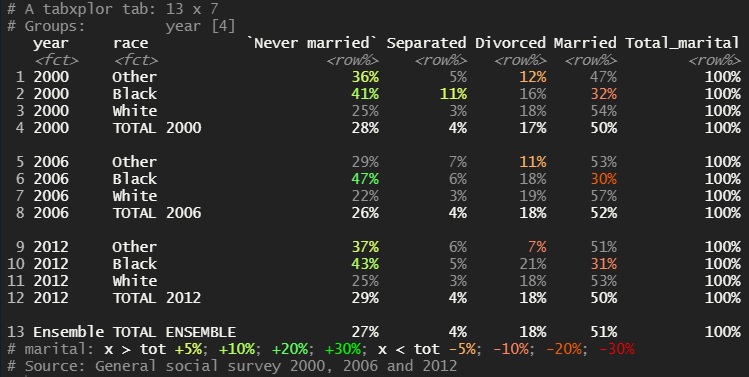 # A tabxplor tab: 13 x 7
# Groups: year [4]
year race `Never married` Separated Divorced Married Total_marital
<fct> <fct> <row%> <row%> <row%> <row%> <row%>
1 2000 Other 36% 5% 12% 47% 100%
2 2000 Black 41% 11% 16% 32% 100%
3 2000 White 25% 3% 18% 54% 100%
4 2000 TOTAL 2000 28% 4% 17% 50% 100%
5 2006 Other 29% 7% 11% 53% 100%
6 2006 Black 47% 6% 18% 30% 100%
7 2006 White 22% 3% 19% 57% 100%
8 2006 TOTAL 2006 26% 4% 18% 52% 100%
9 2012 Other 37% 6% 7% 51% 100%
10 2012 Black 43% 5% 21% 31% 100%
11 2012 White 25% 3% 18% 53% 100%
12 2012 TOTAL 2012 29% 4% 18% 50% 100%
13 Ensemble TOTAL ENSEMBLE 27% 4% 18% 51% 100%
# marital: x > tot +5%; +10%; +20%; +30%; x < tot -5%; -10%; -20%; -30%
# Source: General social survey 2000, 2006 and 2012